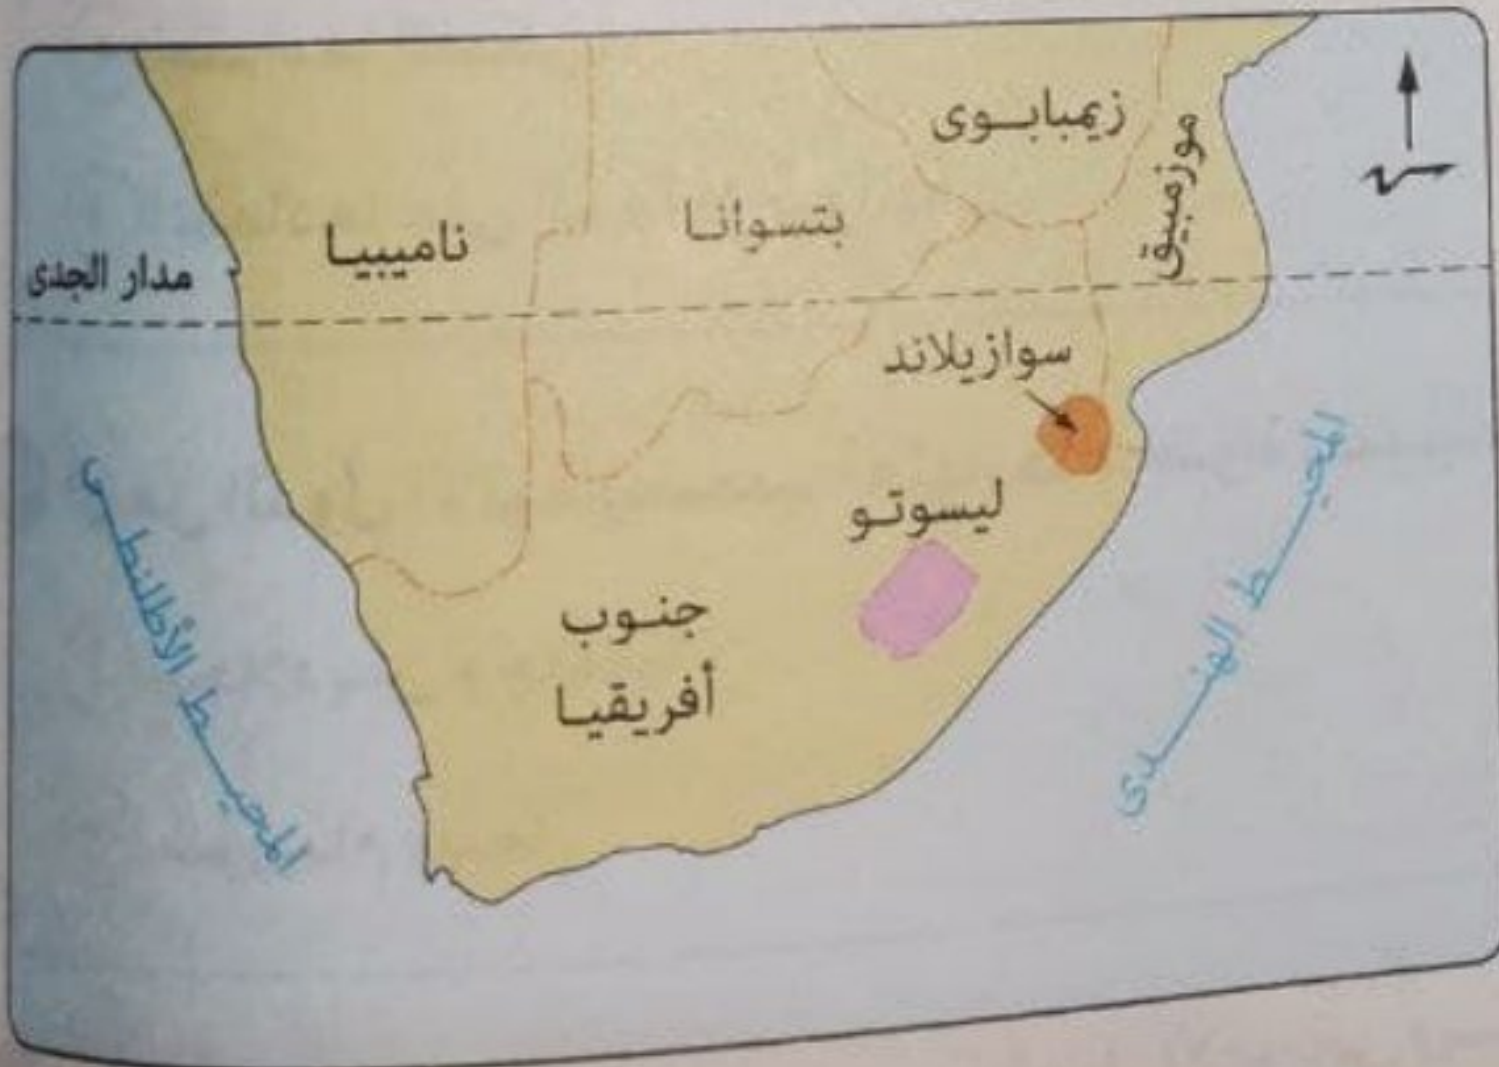 زيمبابوى
موزمبيق
بتسوانا
ناميبيا
مدار الجدى
سوازيلاند
ليسوتو
جنوب
أفريقيا
المحيط الهندى
المحيط الأطلنطى